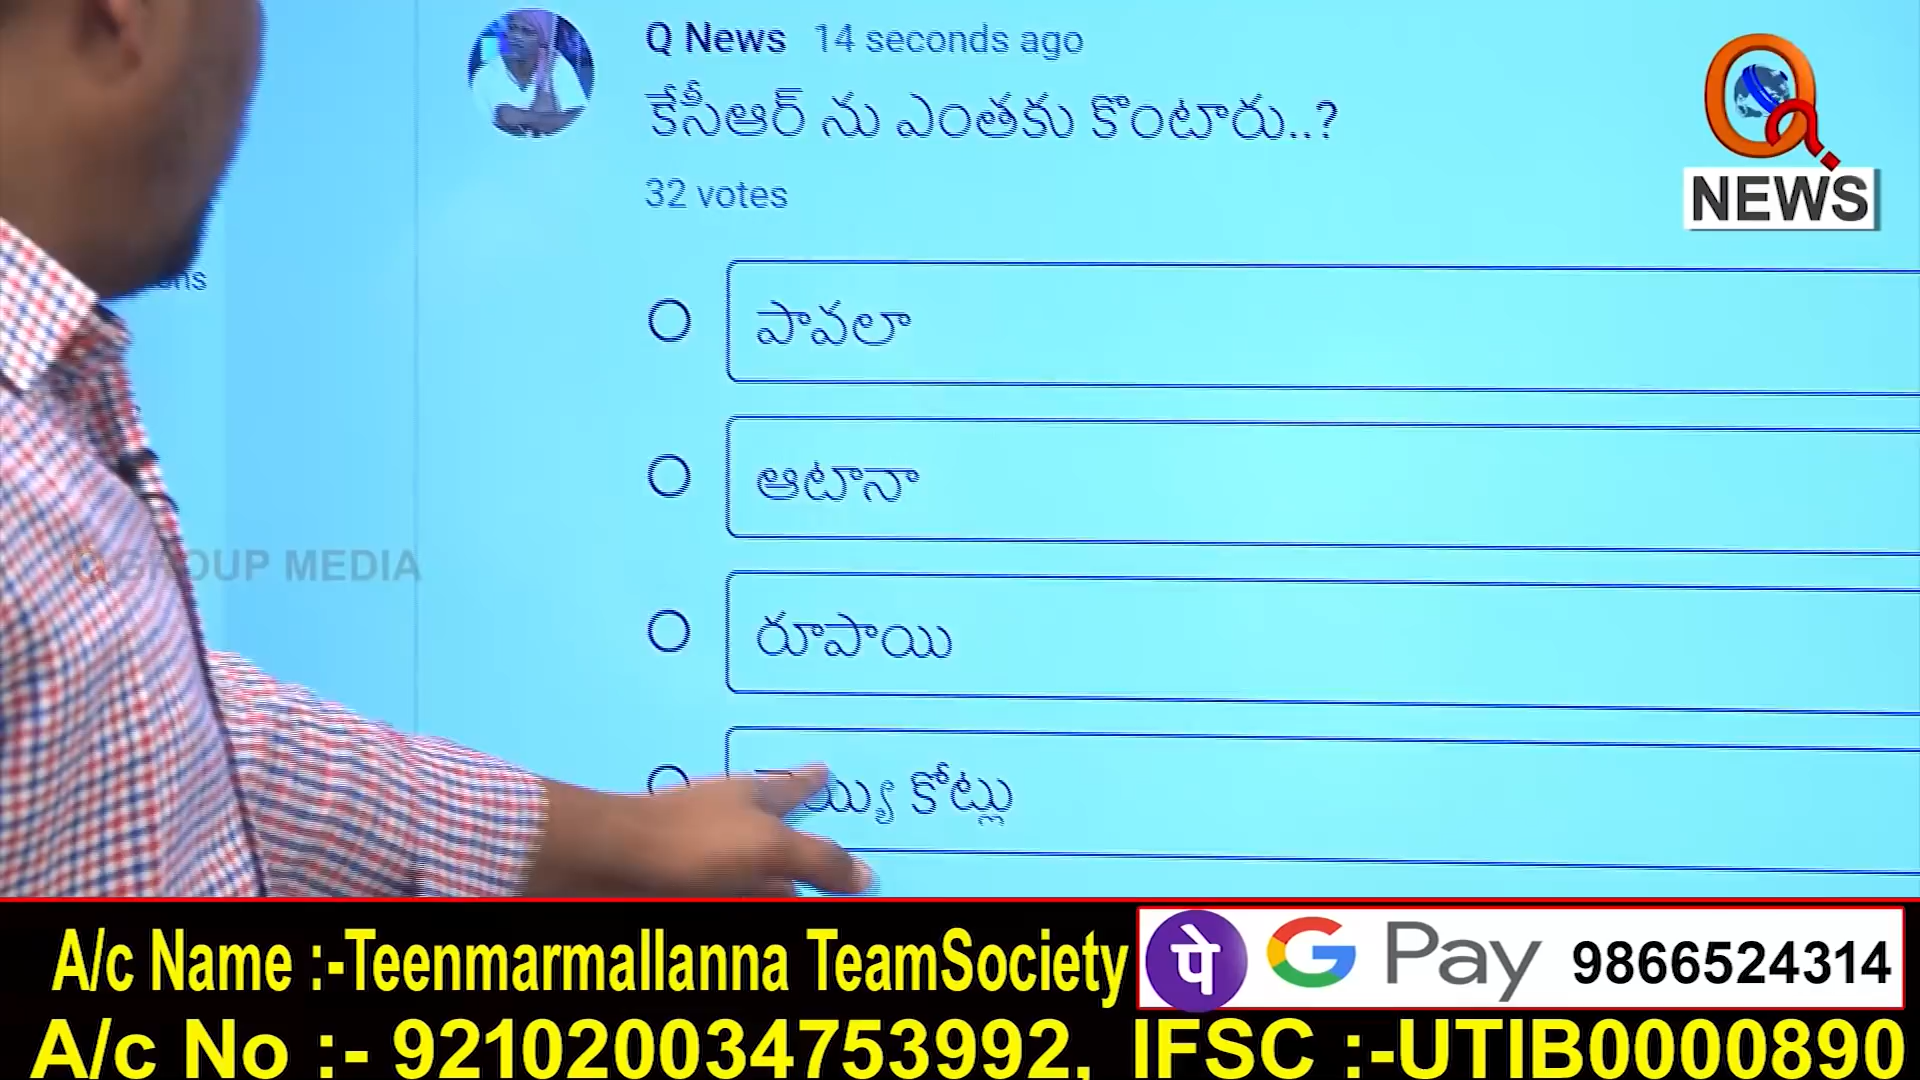 Q News 14 seconds ago
కేసీఆర్ ను ఎంతకు కొంటారు..?
32 votes
పావలా
ఆటానా
రూపాయి
కోట్లు
Q
NEWS
GROUP MEDIA
A/c Name :-Teenmarmallanna TeamSociety
पे G Pay 9866524314
A/c No :- 921020034753992, IFSC :-UTIB0000890